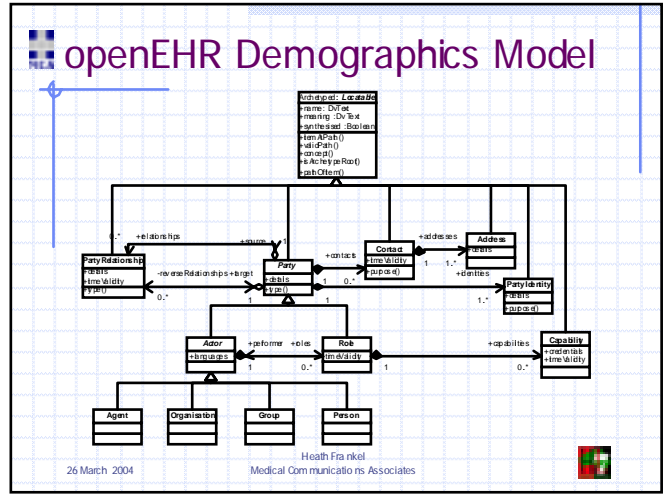 openEHR Demographics Model
Archetyped: Locatable
+name : DvText
+meaning : DvText
+synthesised : Boolean
+itemAtPath()
+validPath()
+concept()
+isArchetypeRoot()
+pathOfItem()
0..*
+relationships
+source
1
Party Relationship
+details
+timeValidity
+type()
-reverseRelationships
+target
0..*
1
Party
+details
+type()
+contacts
1
0..*
Contact
+timeValidity
+purpose()
+addresses
1
1..*
Address
+details
+identities
1
1..*
Party Identity
+details
+purpose()
Actor
+languages
+performer
+roles
1
0..*
Role
+timeValidity
+capabilities
1
0..*
Capability
+credentials
+timeValidity
Agent
Organisation
Group
Person
26 March 2004
Heath Frankel
Medical Communications Associates